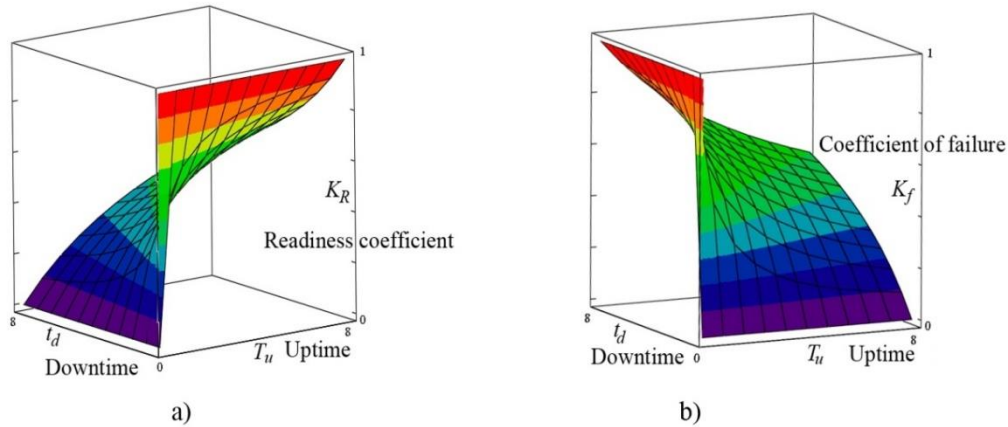 1
K_R
Readiness coefficient
8
t_d
Downtime
0
T_u Uptime
8
0
a)
1
Coefficient of failure
K_f
8
t_d
Downtime
0
T_u Uptime
8
0
b)